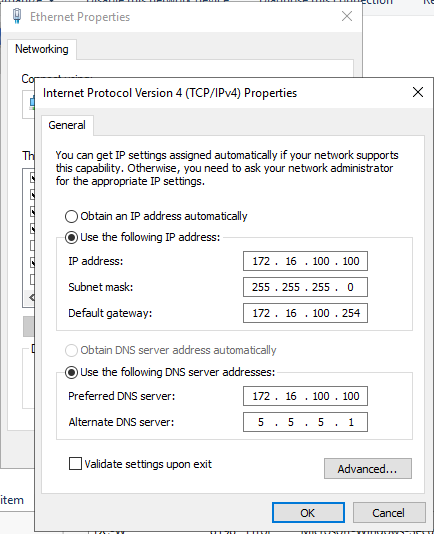 Ethernet Properties
Networking
Internet Protocol Version 4 (TCP/IPv4) Properties
General
You can get IP settings assigned automatically if your network supports
this capability. Otherwise, you need to ask your network administrator
for the appropriate IP settings.
Obtain an IP address automatically
Use the following IP address:
IP address: 172 . 16 . 100 . 100
Subnet mask: 255 . 255 . 255 . 0
Default gateway: 172 . 16 . 100 . 254
Obtain DNS server address automatically
Use the following DNS server addresses:
Preferred DNS server: 172 . 16 . 100 . 100
Alternate DNS server: 5 . 5 . 5 . 1
Validate settings upon exit
Advanced...
item
OK Cancel